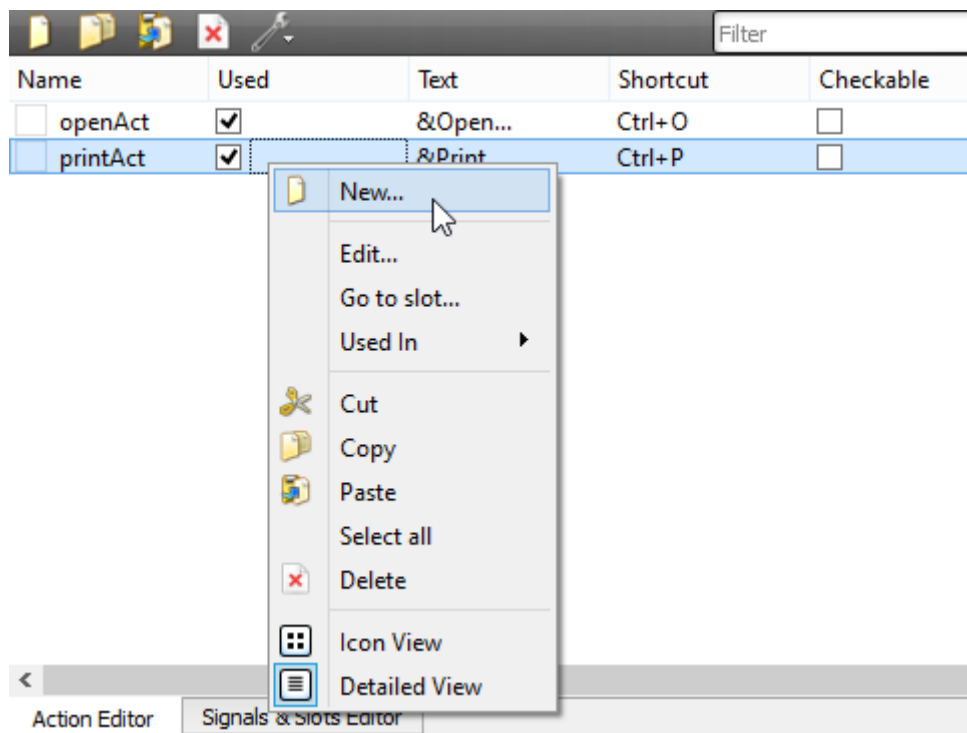 Filter
Name Used Text Shortcut Checkable
openAct &Open... Ctrl+O
printAct &Print Ctrl+P
New...
Edit...
Go to slot...
Used In
Cut
Copy
Paste
Select all
Delete
Icon View
Detailed View
Action Editor Signals & Slots Editor